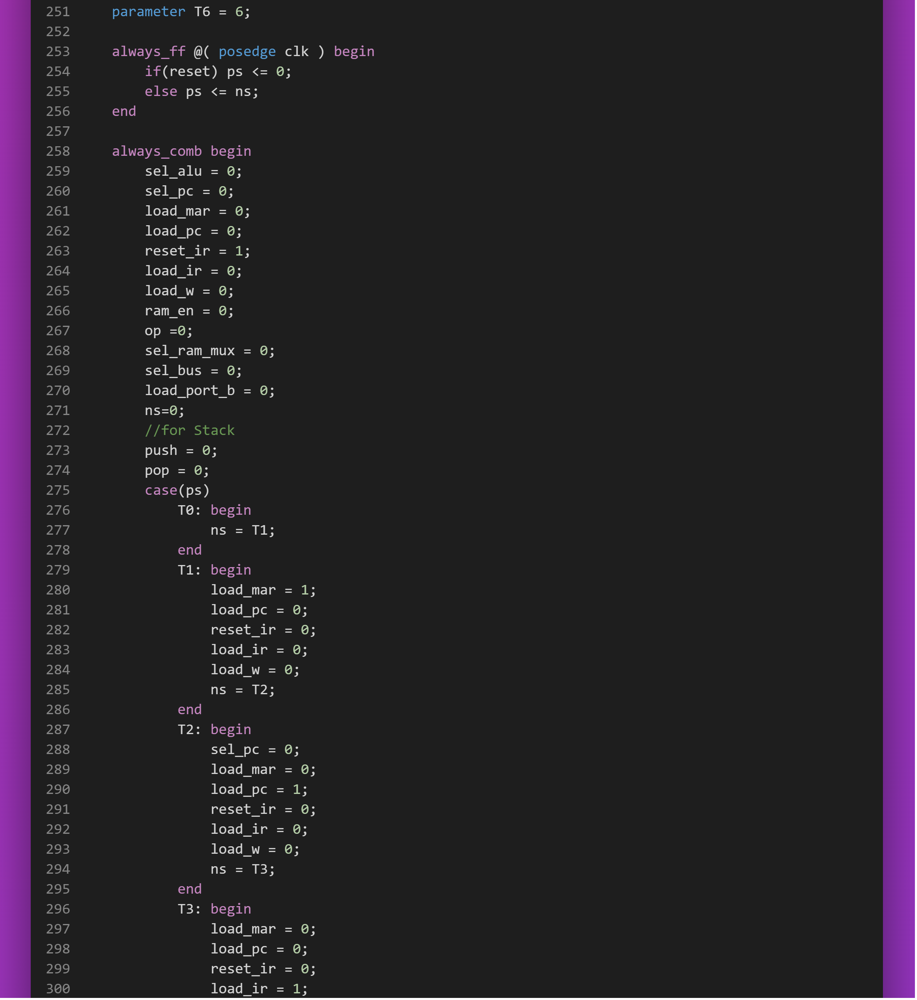 251 parameter T6 = 6;
252
253 always_ff @( posedge clk ) begin
254 if(reset) ps <= 0;
255 else ps <= ns;
256 end
257
258 always_comb begin
259 sel_alu = 0;
260 sel_pc = 0;
261 load_mar = 0;
262 load_pc = 0;
263 reset_ir = 1;
264 load_ir = 0;
265 load_w = 0;
266 ram_en = 0;
267 op =0;
268 sel_ram_mux = 0;
269 sel_bus = 0;
270 load_port_b = 0;
271 ns=0;
272 //for Stack
273 push = 0;
274 pop = 0;
275 case(ps)
276 T0: begin
277 ns = T1;
278 end
279 T1: begin
280 load_mar = 1;
281 load_pc = 0;
282 reset_ir = 0;
283 load_ir = 0;
284 load_w = 0;
285 ns = T2;
286 end
287 T2: begin
288 sel_pc = 0;
289 load_mar = 0;
290 load_pc = 1;
291 reset_ir = 0;
292 load_ir = 0;
293 load_w = 0;
294 ns = T3;
295 end
296 T3: begin
297 load_mar = 0;
298 load_pc = 0;
299 reset_ir = 0;
300 load_ir = 1;